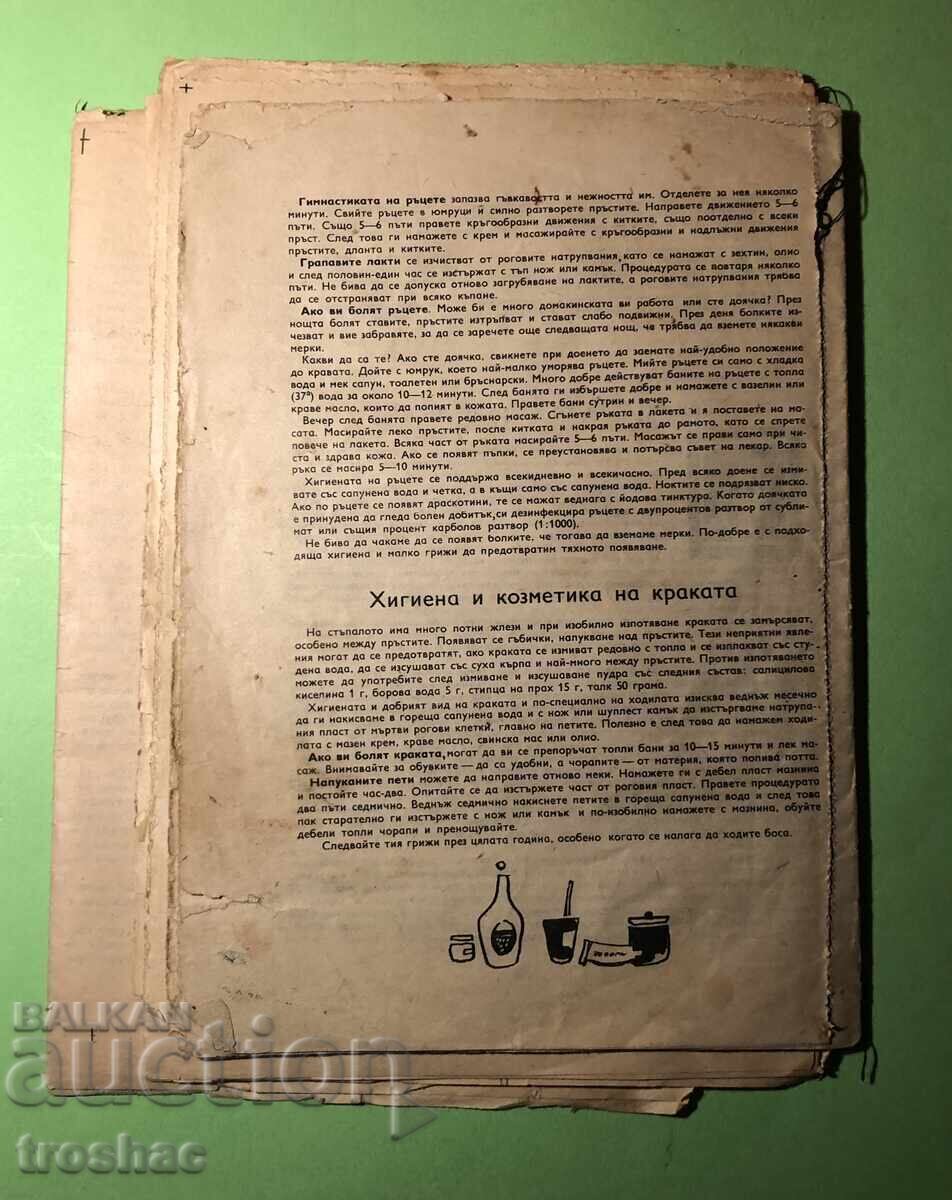 Гимнастиката на ръцете запазва гъвкавостта и нежността им. Отделете за нея няколко
минути. Свийте ръцете в юмруци и силно разтворете пръстите. Направете движението 5—6
пъти. Също 5—6 пъти правете кръгообразни движения с китките, също поотделно с всеки
пръст. След това ги намажете с крем и масажирайте с кръгообразни и надлъжни движения
пръстите, дланта и китките.
Грапавите лакти се изчистват от роговите натрупвания, като се намажат с зехтин, олио
и след половин-един час се изстържат с тъп нож или камък. Процедурата се повтаря няколко
пъти. Не бива да се допуска отново загрубяване на лактите, а роговите натрупвания трябва
да се отстраняват при всяко къпане.
Ако ви болят ръцете. Може би е много домакинската ви работа или сте доячка? През
нощта болят ставите, пръстите изтръпват и стават слабо подвижни. През деня болките из-
чезват и вие забравяте, за да се заречете още следващата нощ, че трябва да вземете някакви
мерки.
Какви да са те? Ако сте доячка, свикнете при доенето да заемате най-удобно положение
до кравата. Дойте с юмрук, което най-малко уморява ръцете. Мийте ръцете си само с хладка
вода и мек сапун, тоалетен или бръснарски. Много добре действуват баните на ръцете с топла
(37°) вода за около 10—12 минути. След банята ги избършете добре и намажете с вазелин или
краве масло, които да попият в кожата. Правете бани сутрин и вечер.
Вечер след банята правете редовно масаж. Сгънете ръката в лакета и я поставете на ма-
сата. Масирайте леко пръстите, после китката и накрая ръката до рамото, като се спрете
повече на лакета. Всяка част от ръката масирайте 5—6 пъти. Масажът се прави само при чи-
ста и здрава кожа. Ако се появят пъпки, се преустановява и потърсва съвет на лекар. Всяка
ръка се масира 5—10 минути.
Хигиената на ръцете се поддържа всекидневно и всекичасно. Пред всяко доене се изми-
вате със сапунена вода и четка, а в къщи само със сапунена вода. Ноктите се подрязват ниско.
Ако по ръцете се появят драскотини, те се мажат веднага с йодова тинктура. Когато доячката
е принудена да гледа болен добитък, си дезинфекцира ръцете с двупроцентов разтвор от субли-
мат или същия процент карболов разтвор (1:1000).
Не бива да чакаме да се появят болките, че тогава да вземаме мерки. По-добре е с подхо-
дяща хигиена и малко грижи да предотвратим тяхното появяване.
Хигиена и козметика на краката
На стъпалото има много потни жлези и при изобилно изпотяване краката се замърсяват,
особено между пръстите. Появяват се гъбички, напукване над пръстите. Тези неприятни явле-
ния могат да се предотвратят, ако краката се измиват редовно с топла и се изплакват със сту-
дена вода, да се изсушават със суха кърпа и най-много между пръстите. Против изпотяването
можете да употребите след измиване и изсушаване пудра със следния състав: салицилова
киселина 1 г, борова вода 5 г, стипца на прах 15 г, талк 50 грама.
Хигиената и добрият вид на краката и по-специално на ходилата изисква веднъж месечно
да ги накисваме в гореща сапунена вода и с нож или шуплест камък да изстъргваме натрупа-
ния пласт от мъртви рогови клетки, главно на петите. Полезно е след това да намажем ходи-
лата с мазен крем, краве масло, свинска мас или олио.
Ако ви болят краката, могат да ви се препоръчат топли бани за 10—15 минути и лек ма-
саж. Внимавайте за обувките — да са удобни, а чорапите — от материя, която попива потта.
Напуканите пети можете да направите отново меки. Намажете ги с дебел пласт мазнина
и постойте час-два. Опитайте се да изстържете част от роговия пласт. Правете процедурата
два пъти седмично. Веднъж седмично накиснете петите в гореща сапунена вода и след това
пак старателно ги изстържете с нож или камък и по-изобилно намажете с мазнина, обуйте
дебели топли чорапи и пренощувайте.
Следвайте тия грижи през цялата година, особено когато се налага да ходите боса.
BALKAN
auction
troshac